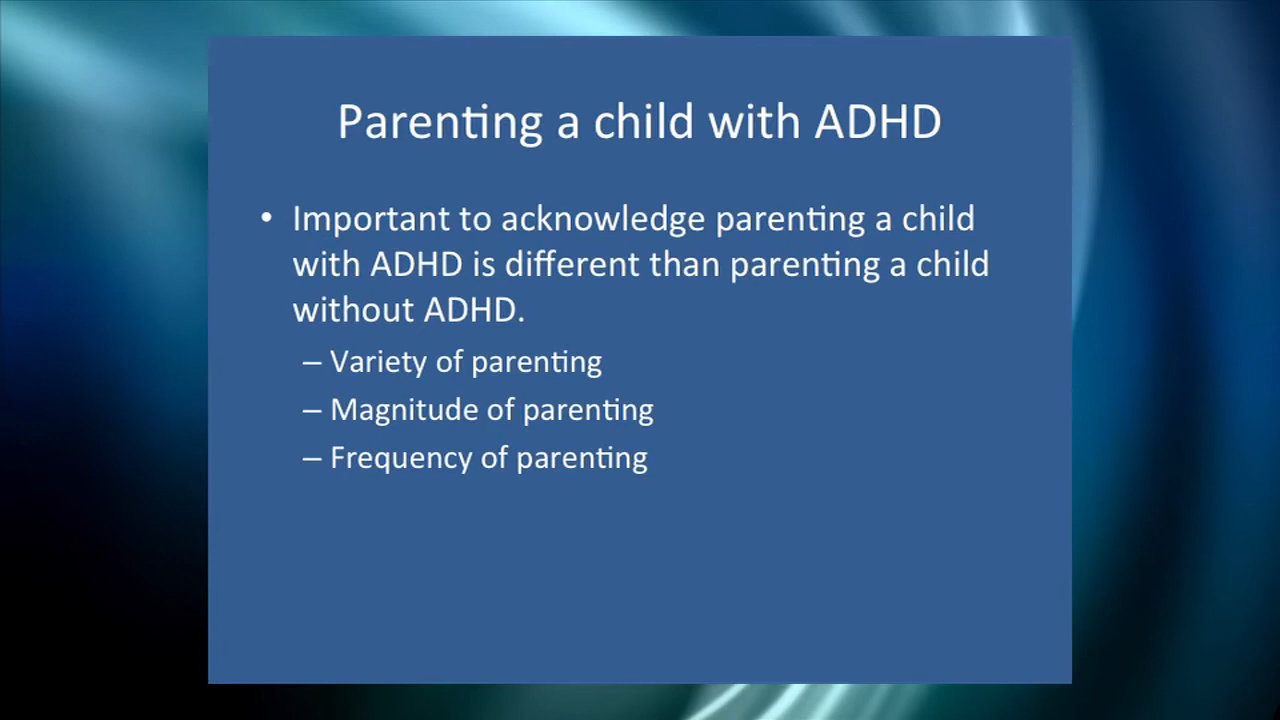 Parenting a child with ADHD
• Important to acknowledge parenting a child
with ADHD is different than parenting a child
without ADHD.
– Variety of parenting
– Magnitude of parenting
– Frequency of parenting